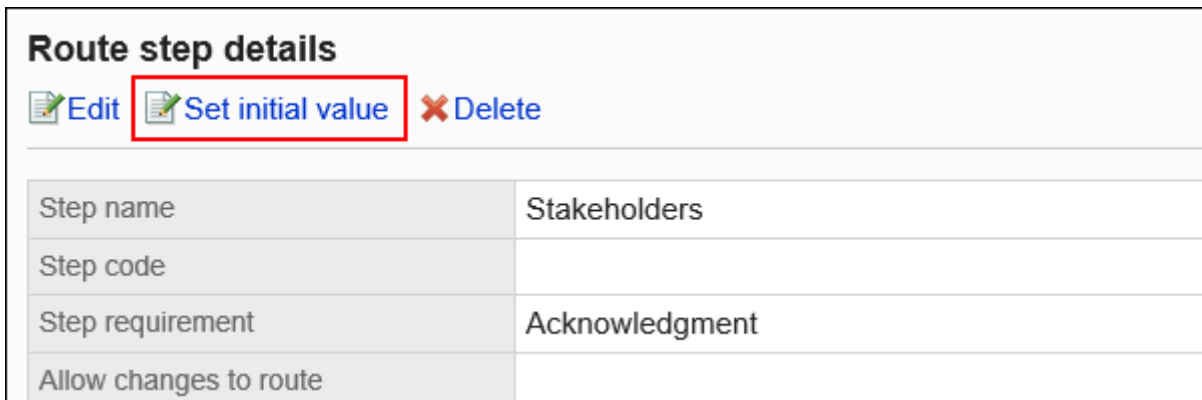 Route step details
Edit Set initial value Delete
Step name Stakeholders
Step code
Step requirement Acknowledgment
Allow changes to route